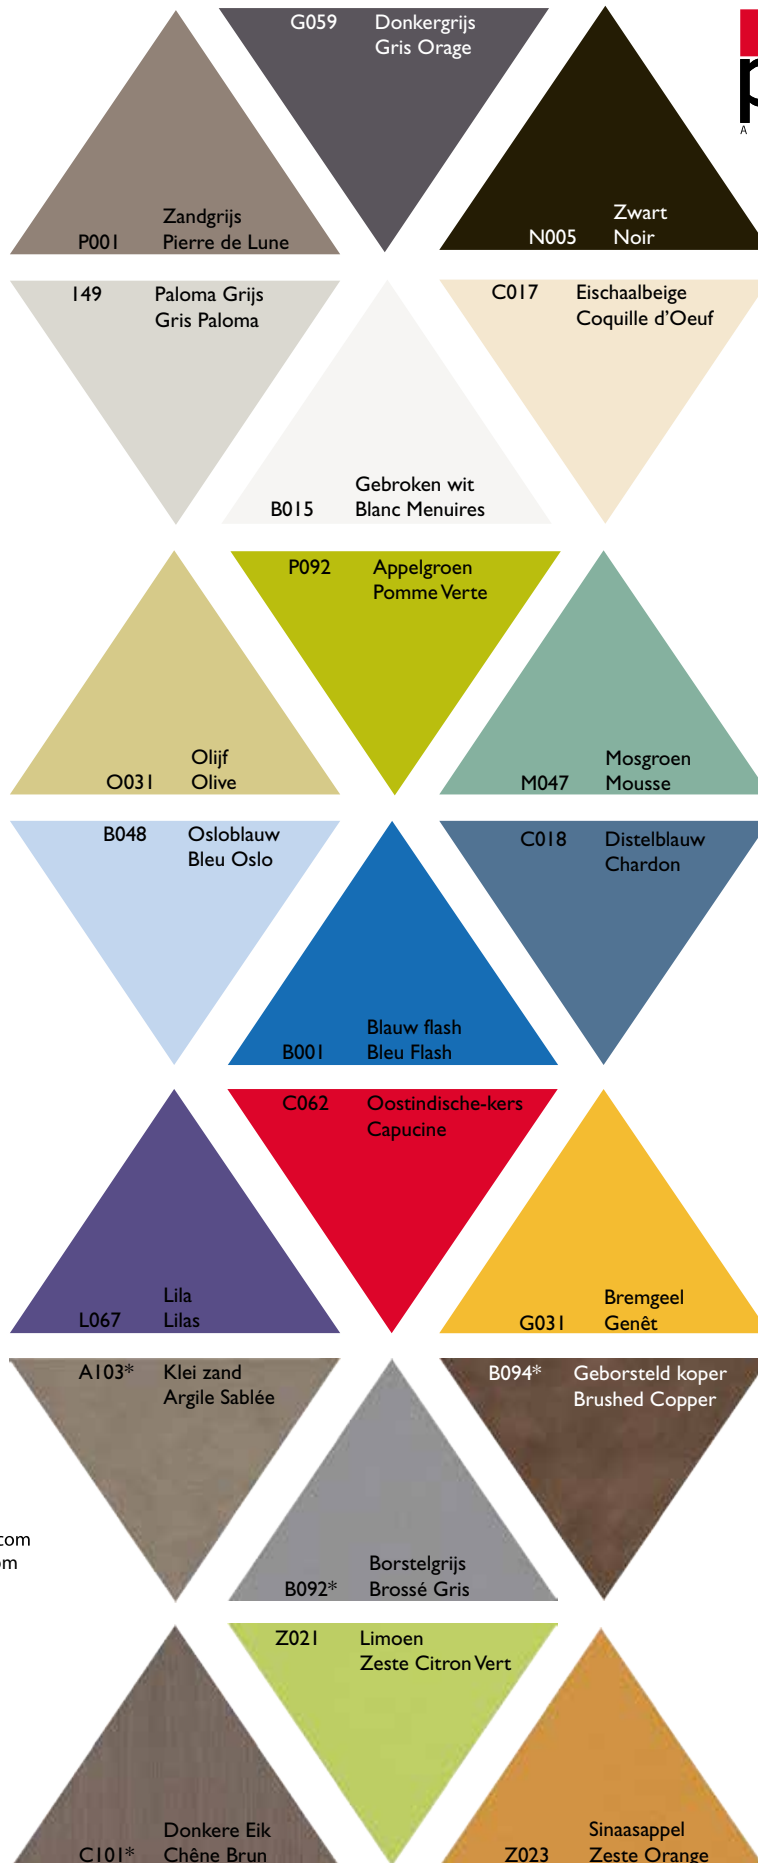 G059 Donkergrijs
Gris Orage
A
Zandgrijs
P001 Pierre de Lune
Zwart
N005 Noir
149 Paloma Grijs
Gris Paloma
C017 Eischaalbeige
Coquille d'Oeuf
Gebroken wit
B015 Blanc Menuires
P092 Appelgroen
Pomme Verte
Olijf
O031 Olive
Mosgroen
M047 Mousse
B048 Osloblauw
Bleu Oslo
C018 Distelblauw
Chardon
Blauw flash
B001 Bleu Flash
C062 Oostindische-kers
Capucine
Lila
L067 Lilas
Bremgeel
G031 Genêt
A103* Klei zand
Argile Sablée
B094* Geborsteld koper
Brushed Copper
com
Borstelgrijs
B092* Brossé Gris
Z021 Limoen
Zeste Citron Vert
Donkere Eik
C101* Chêne Brun
Sinaasappel
Z023 Zeste Orange